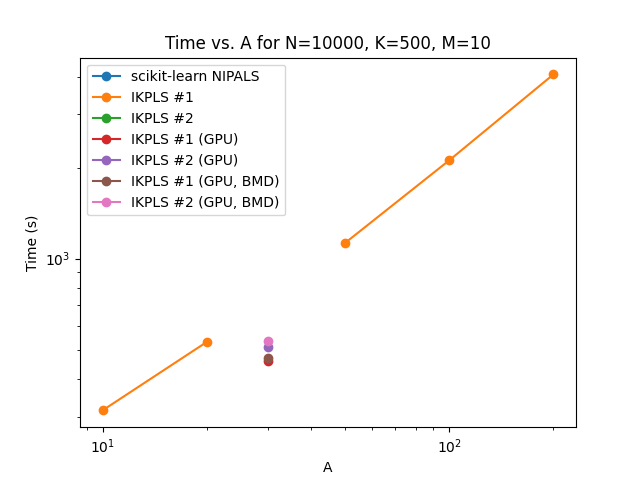 Time vs. A for N=10000, K=500, M=10
scikit-learn NIPALS
IKPLS #1
IKPLS #2
IKPLS #1 (GPU)
IKPLS #2 (GPU)
IKPLS #1 (GPU, BMD)
IKPLS #2 (GPU, BMD)
Time (s)
10³
10¹
10²
A